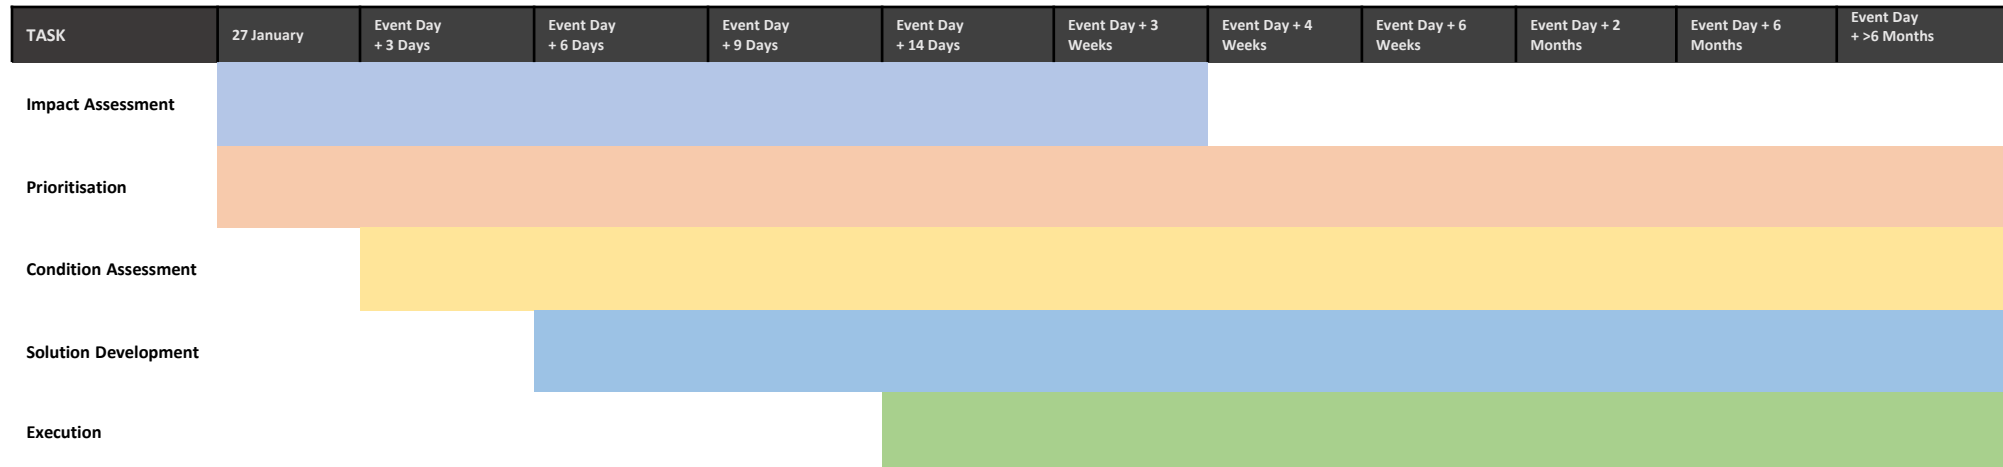 TASK
27 January
Event Day
+ 3 Days
Event Day
+ 6 Days
Event Day
+ 9 Days
Event Day
+ 14 Days
Event Day + 3
Weeks
Event Day + 4
Weeks
Event Day + 6
Weeks
Event Day + 2
Months
Event Day + 6
Months
Event Day
+ >6 Months
Impact Assessment
Prioritisation
Condition Assessment
Solution Development
Execution